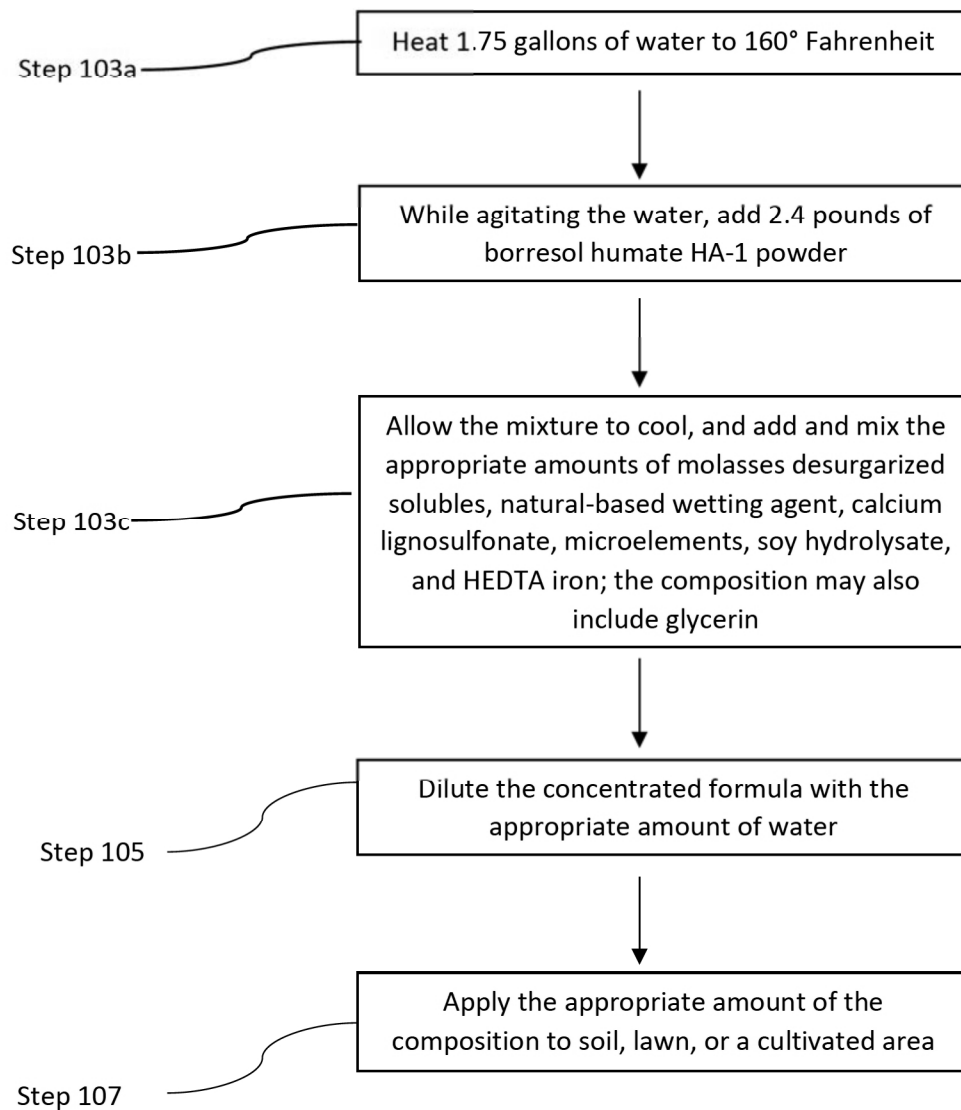 Heat 1.75 gallons of water to 160° Fahrenheit
Step 103a
While agitating the water, add 2.4 pounds of
borresol humate HA-1 powder
Step 103b
Allow the mixture to cool, and add and mix the
appropriate amounts of molasses desurgarized
solubles, natural-based wetting agent, calcium
lignosulfonate, microelements, soy hydrolysate,
and HEDTA iron; the composition may also
include glycerin
Step 103c
Dilute the concentrated formula with the
appropriate amount of water
Step 105
Apply the appropriate amount of the
composition to soil, lawn, or a cultivated area
Step 107